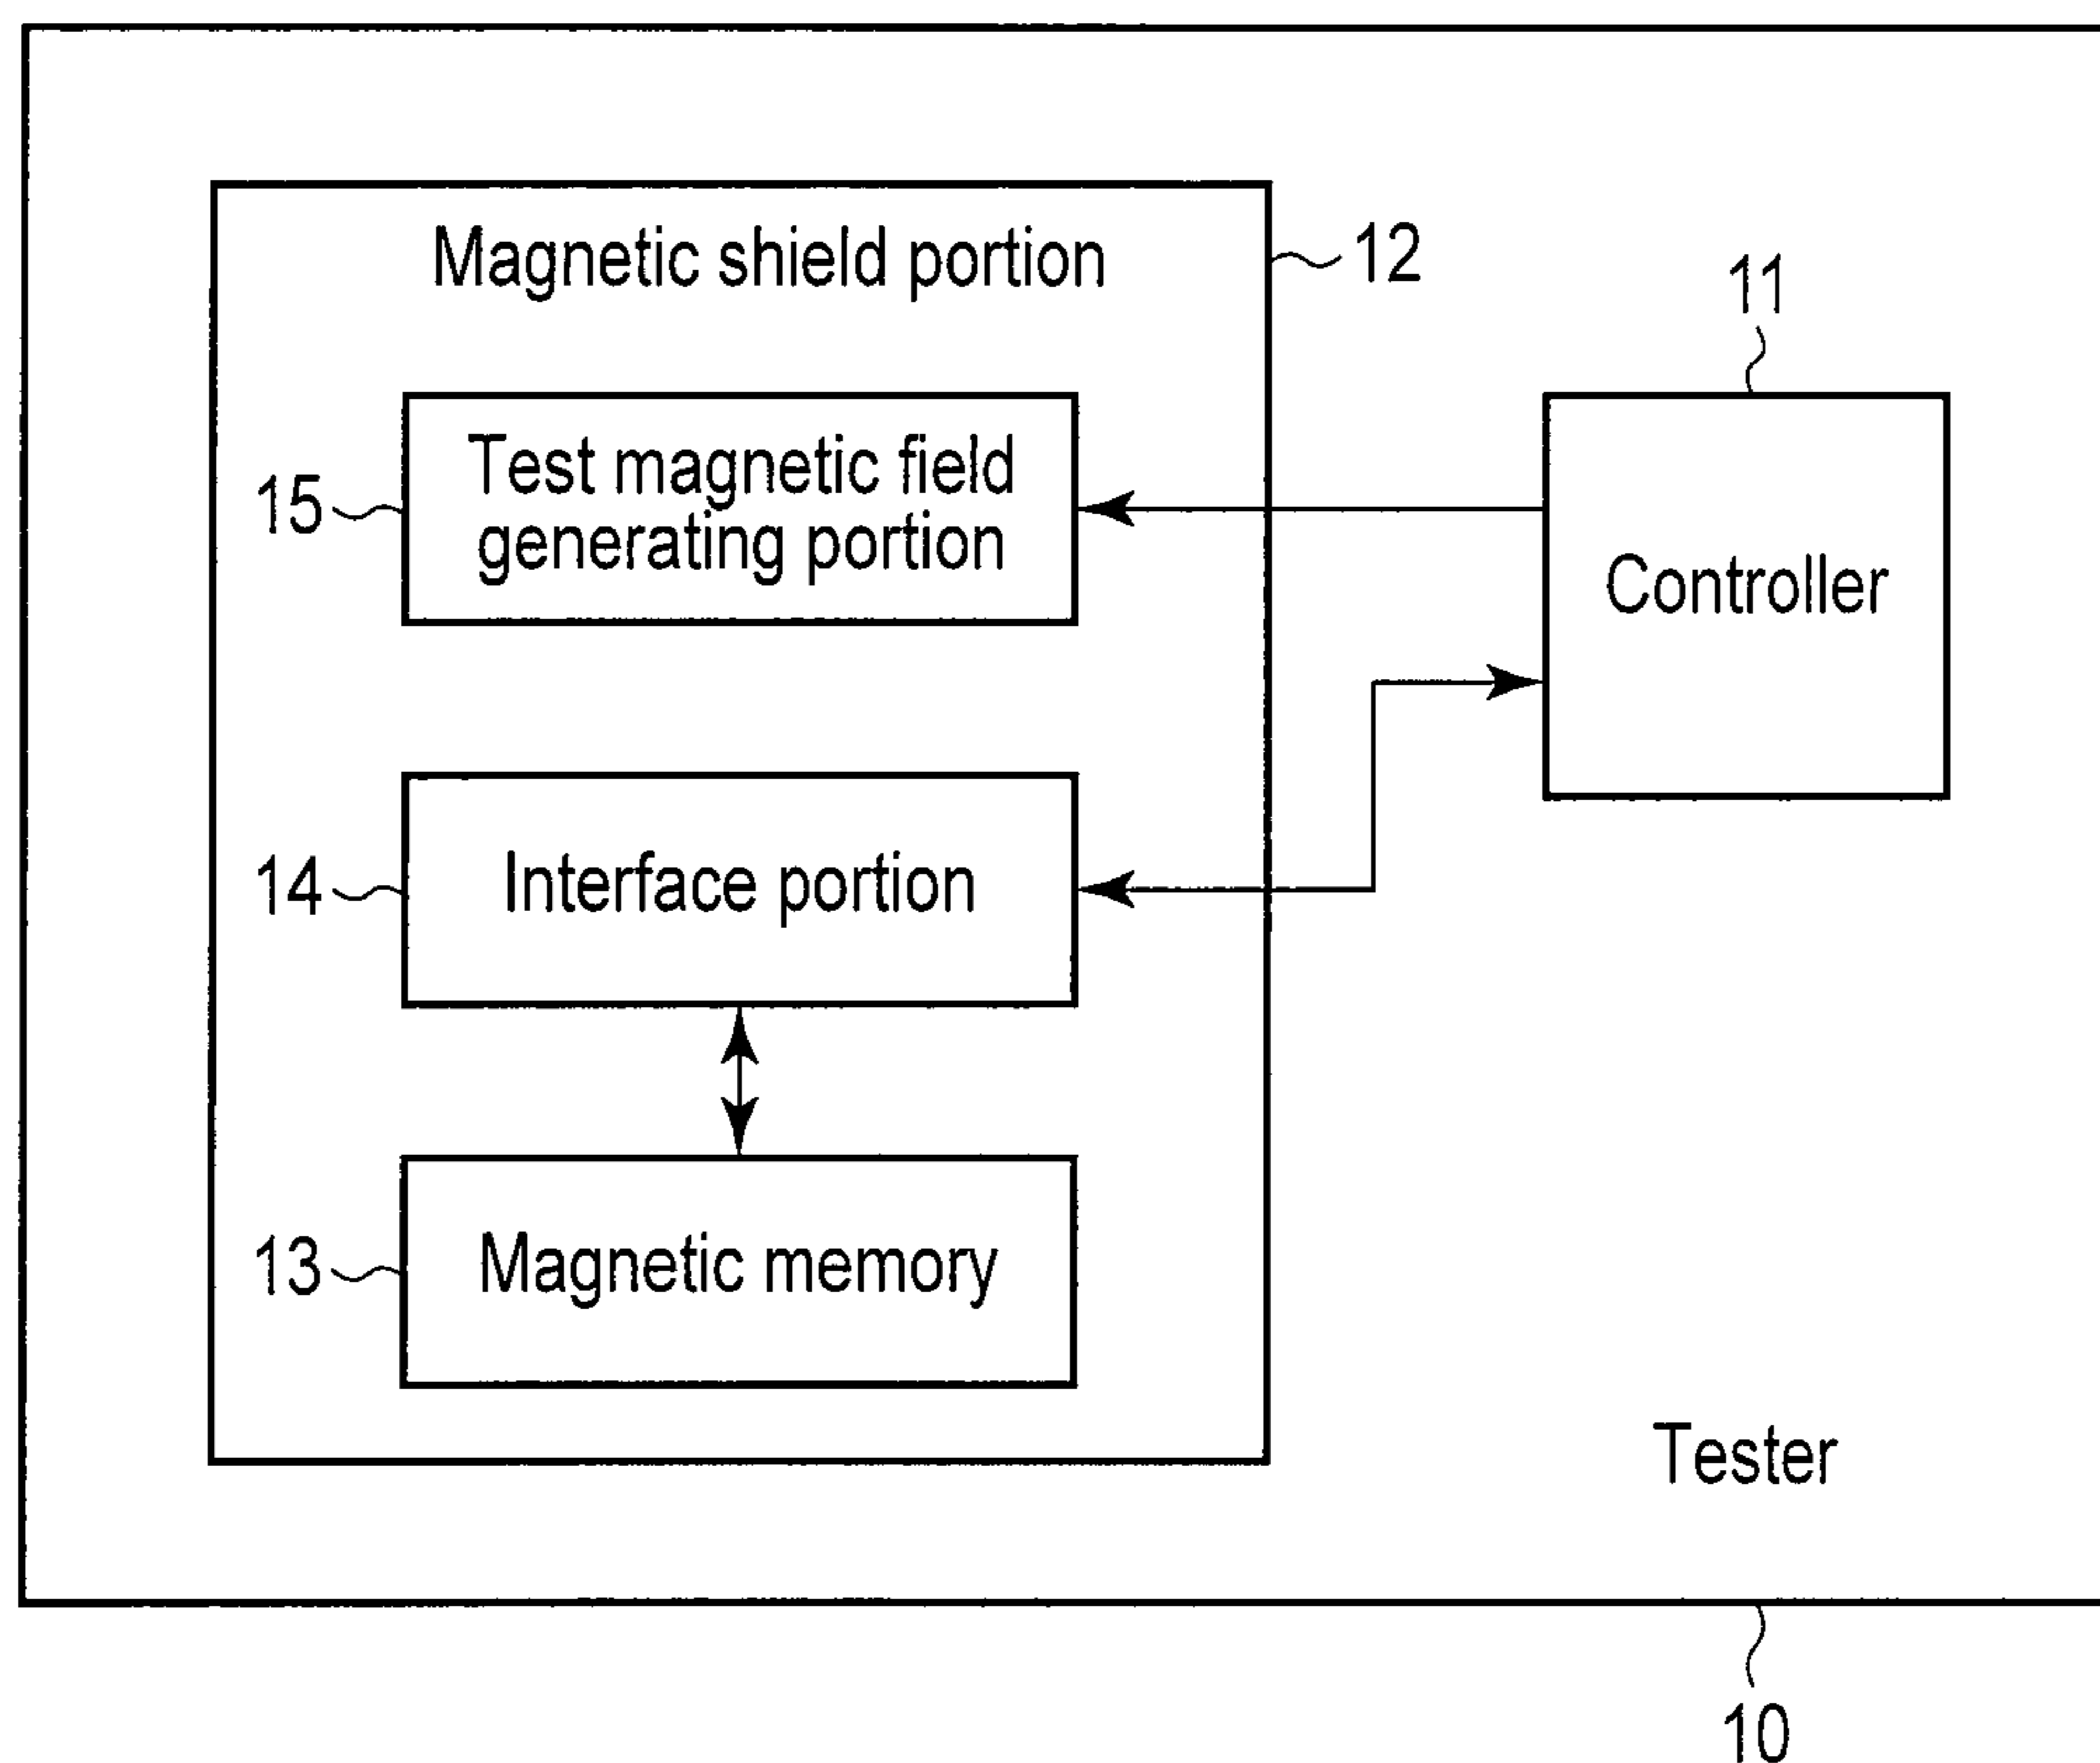 Magnetic shield portion
12
11
15
Test magnetic field
generating portion
Controller
14
Interface portion
13
Magnetic memory
Tester
10